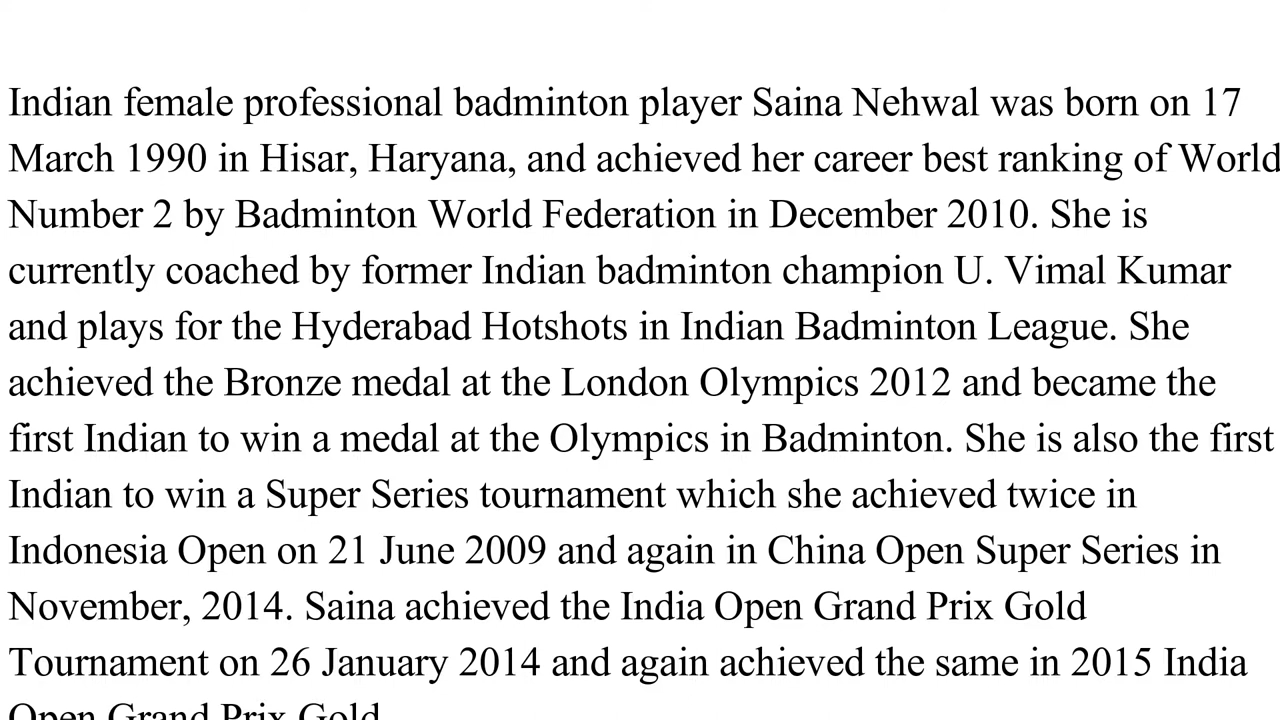 Indian female professional badminton player Saina Nehwal was born on 17
March 1990 in Hisar, Haryana, and achieved her career best ranking of World
Number 2 by Badminton World Federation in December 2010. She is
currently coached by former Indian badminton champion U. Vimal Kumar
and plays for the Hyderabad Hotshots in Indian Badminton League. She
achieved the Bronze medal at the London Olympics 2012 and became the
first Indian to win a medal at the Olympics in Badminton. She is also the first
Indian to win a Super Series tournament which she achieved twice in
Indonesia Open on 21 June 2009 and again in China Open Super Series in
November, 2014. Saina achieved the India Open Grand Prix Gold
Tournament on 26 January 2014 and again achieved the same in 2015 India
Open Grand Prix Gold